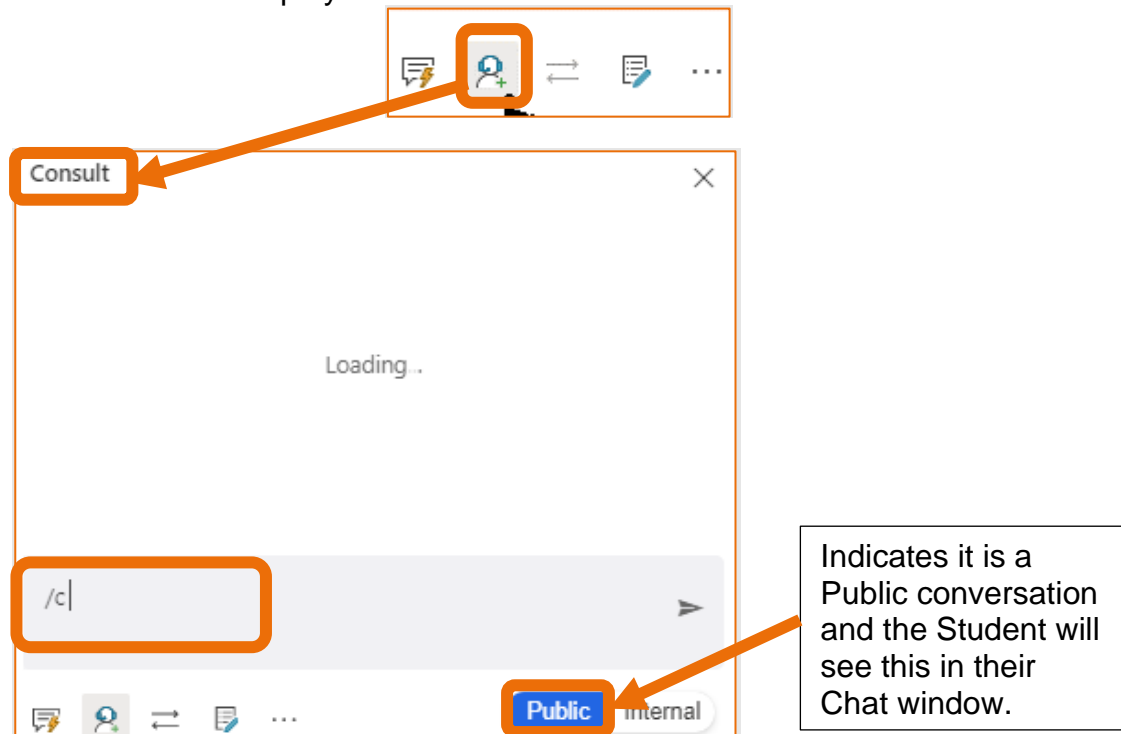 Consult
Loading...
/c
Public Internal
Indicates it is a
Public conversation
and the Student will
see this in their
Chat window.